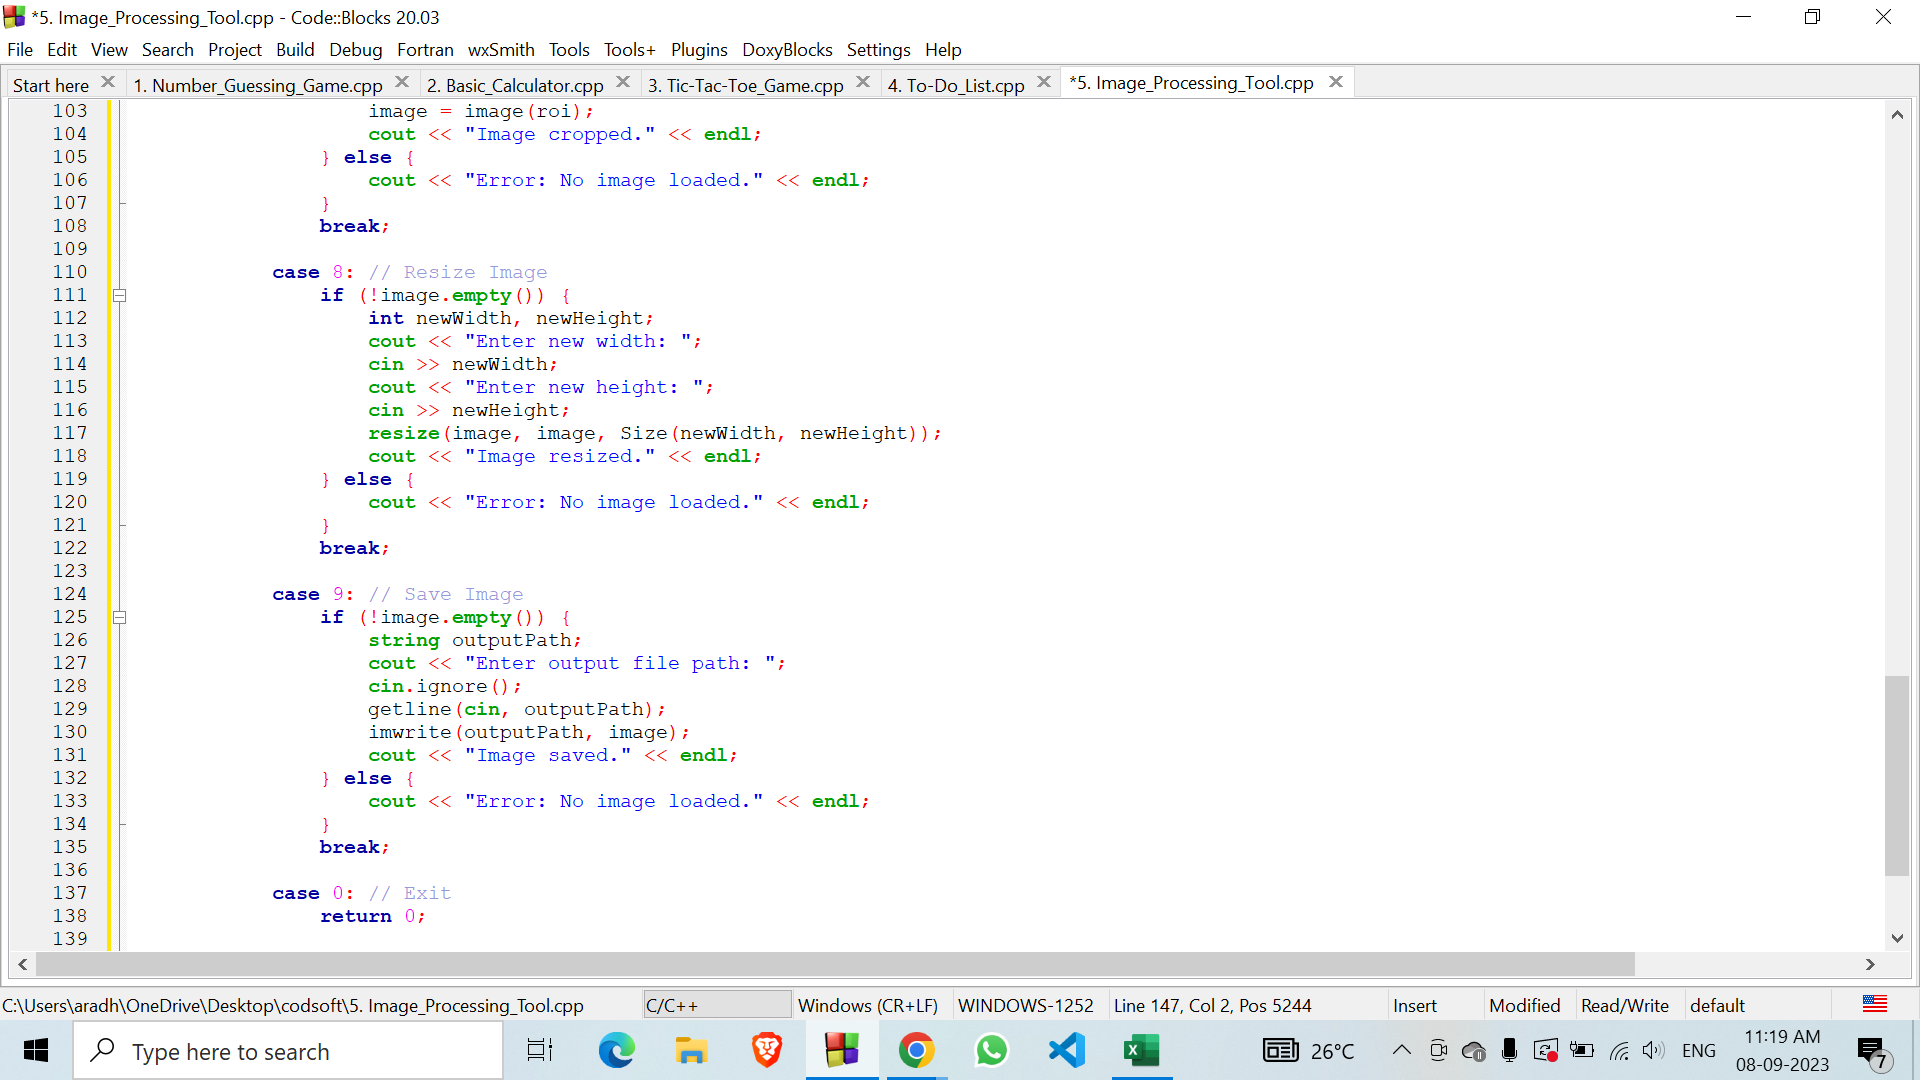 *5. Image_Processing_Tool.cpp - Code::Blocks 20.03
File Edit View Search Project Build Debug Fortran wxSmith Tools Tools+ Plugins DoxyBlocks Settings Help
Start here 1. Number_Guessing_Game.cpp 2. Basic_Calculator.cpp 3. Tic-Tac-Toe_Game.cpp 4. To-Do_List.cpp *5. Image_Processing_Tool.cpp
103 image = image(roi);
104 cout << "Image cropped." << endl;
105 } else {
106 cout << "Error: No image loaded." << endl;
107 }
108 break;
109
110 case 8: // Resize Image
111 if (!image.empty()) {
112 int newWidth, newHeight;
113 cout << "Enter new width: ";
114 cin >> newWidth;
115 cout << "Enter new height: ";
116 cin >> newHeight;
117 resize(image, image, Size(newWidth, newHeight));
118 cout << "Image resized." << endl;
119 } else {
120 cout << "Error: No image loaded." << endl;
121 }
122 break;
123
124 case 9: // Save Image
125 if (!image.empty()) {
126 string outputPath;
127 cout << "Enter output file path: ";
128 cin.ignore();
129 getline(cin, outputPath);
130 imwrite(outputPath, image);
131 cout << "Image saved." << endl;
132 } else {
133 cout << "Error: No image loaded." << endl;
134 }
135 break;
136
137 case 0: // Exit
138 return 0;
139
C:\Users\aradh\OneDrive\Desktop\codsoft\5. Image_Processing_Tool.cpp C/C++ Windows (CR+LF) WINDOWS-1252 Line 147, Col 2, Pos 5244 Insert Modified Read/Write default
Type here to search 26°C ENG 11:19 AM
08-09-2023 7